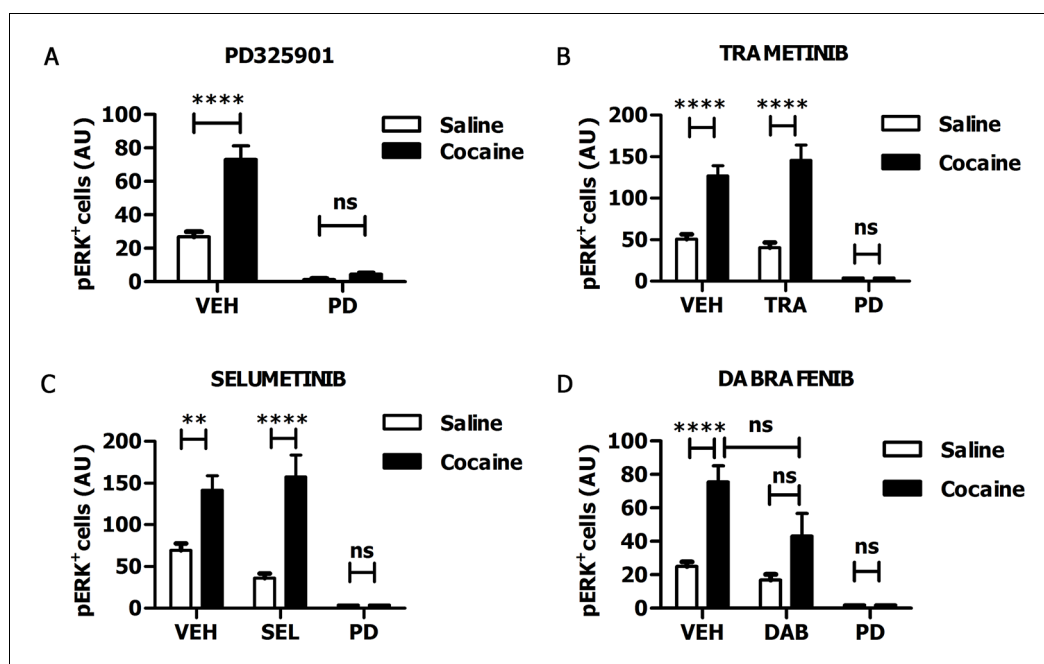 A
PD325901
pERK+cells (AU)
100
80
60
40
20
0
****
ns
VEH
PD
Saline
Cocaine
B
TRAMETINIB
pERK+cells (AU)
200
150
100
50
0
****
****
ns
VEH
TRA
PD
Saline
Cocaine
C
SELUMETINIB
pERK+cells (AU)
200
150
100
50
0
**
****
ns
VEH
SEL
PD
Saline
Cocaine
D
DABRAFENIB
pERK+cells (AU)
100
80
60
40
20
0
****
ns
ns
ns
VEH
DAB
PD
Saline
Cocaine